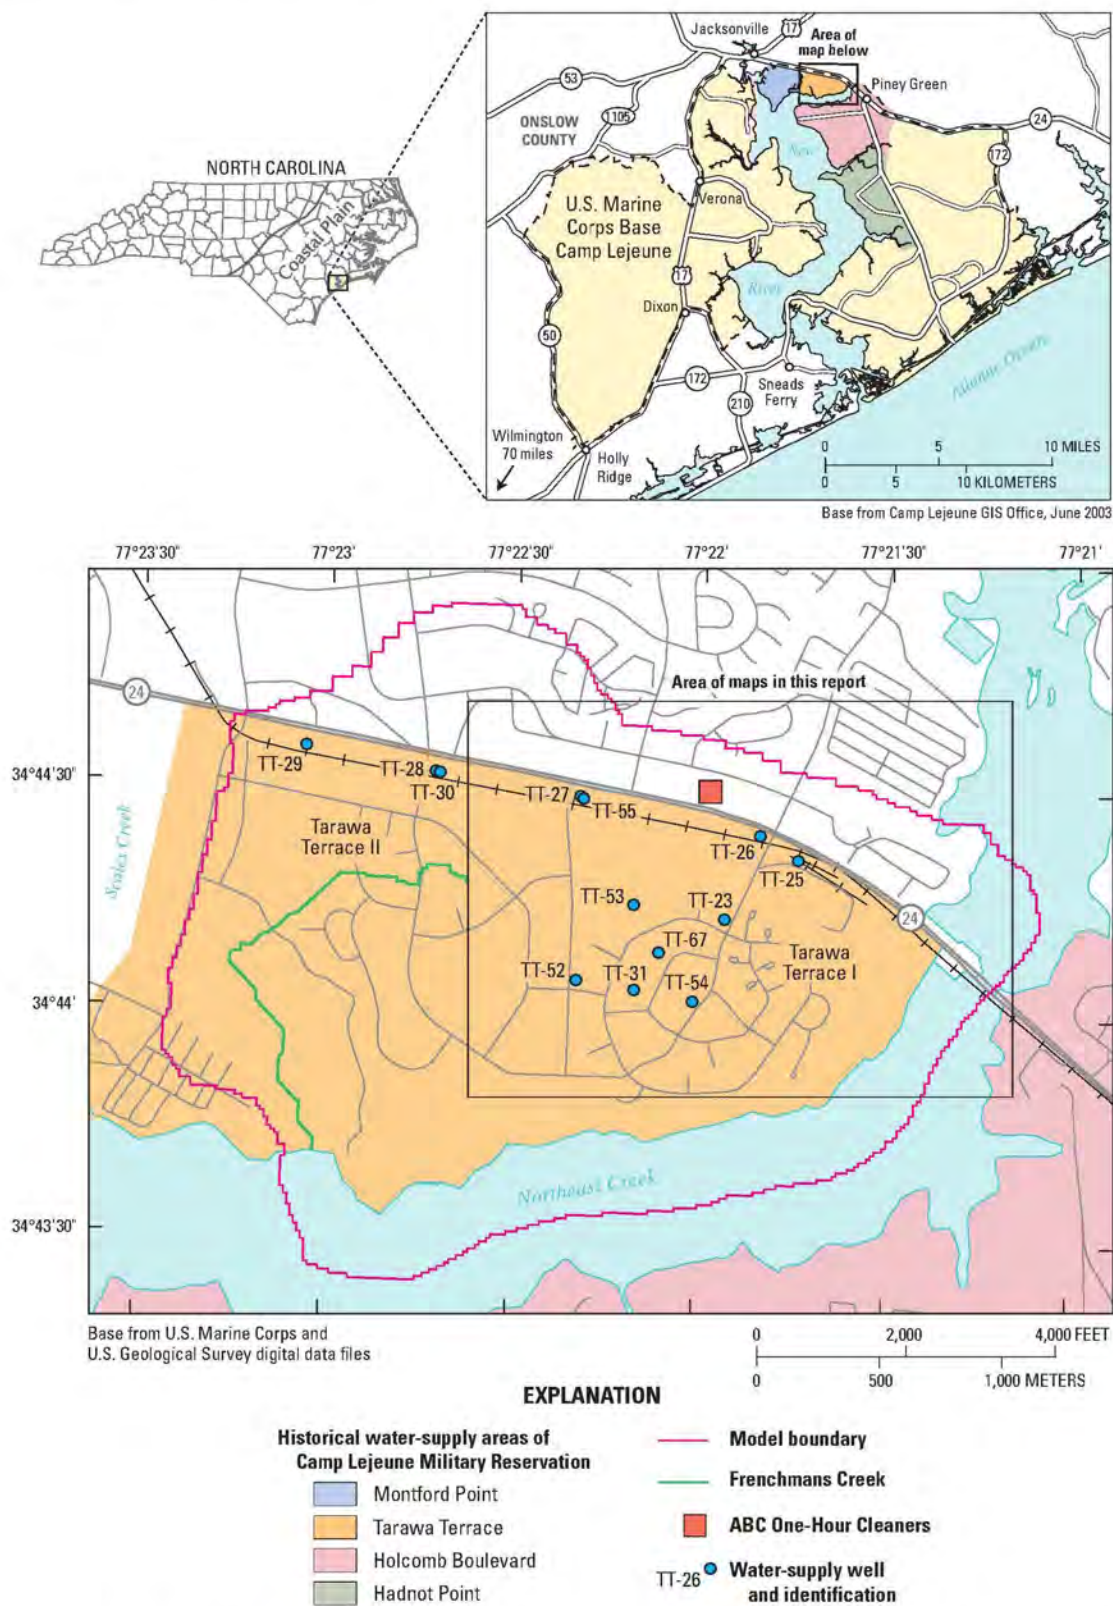 Jacksonville
17
Area of
map below
53
Piney Green
1105
ONSLOW
COUNTY
24
172
New
NORTH CAROLINA
Coastal Plain
Verona
U.S. Marine
Corps Base
Camp Lejeune
17
River
Dixon
50
172
Sneads
Ferry
210
Atlantic Ocean
Wilmington
70 miles
Holly
Ridge
0 5 10 MILES
0 5 10 KILOMETERS
Base from Camp Lejeune GIS Office, June 2003
77°23'30" 77°23' 77°22'30" 77°22' 77°21'30" 77°21'
24
Area of maps in this report
34°44'30"
TT-29
TT-28
TT-30
TT-27
TT-55
TT-26
TT-25
Tarawa
Terrace II
Scales Creek
TT-53
TT-23
24
TT-67
Tarawa
Terrace I
TT-52
TT-31
TT-54
34°44'
Northeast Creek
34°43'30"
Base from U.S. Marine Corps and
U.S. Geological Survey digital data files
0 2,000 4,000 FEET
0 500 1,000 METERS
EXPLANATION
Historical water-supply areas of
Camp Lejeune Military Reservation
Montford Point
Tarawa Terrace
Holcomb Boulevard
Hadnot Point
Model boundary
Frenchmans Creek
ABC One-Hour Cleaners
TT-26 Water-supply well
and identification